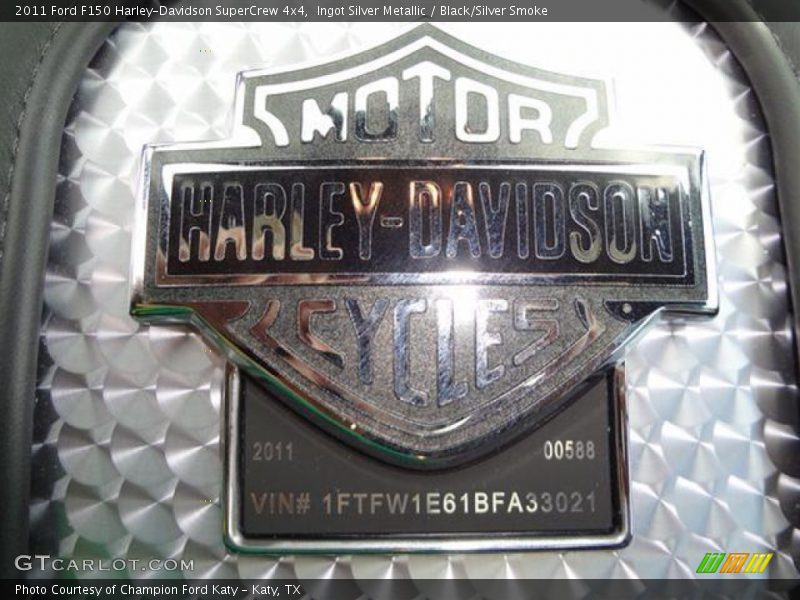 2011 Ford F150 Harley-Davidson SuperCrew 4x4,  Ingot Silver Metallic / Black/Silver Smoke
MOTOR
HARLEY-DAVIDSON
CYCLES
2011 00588
VIN# 1FTFW1E61BFA33021
GTCARLOT.COM
Photo Courtesy of Champion Ford Katy - Katy, TX